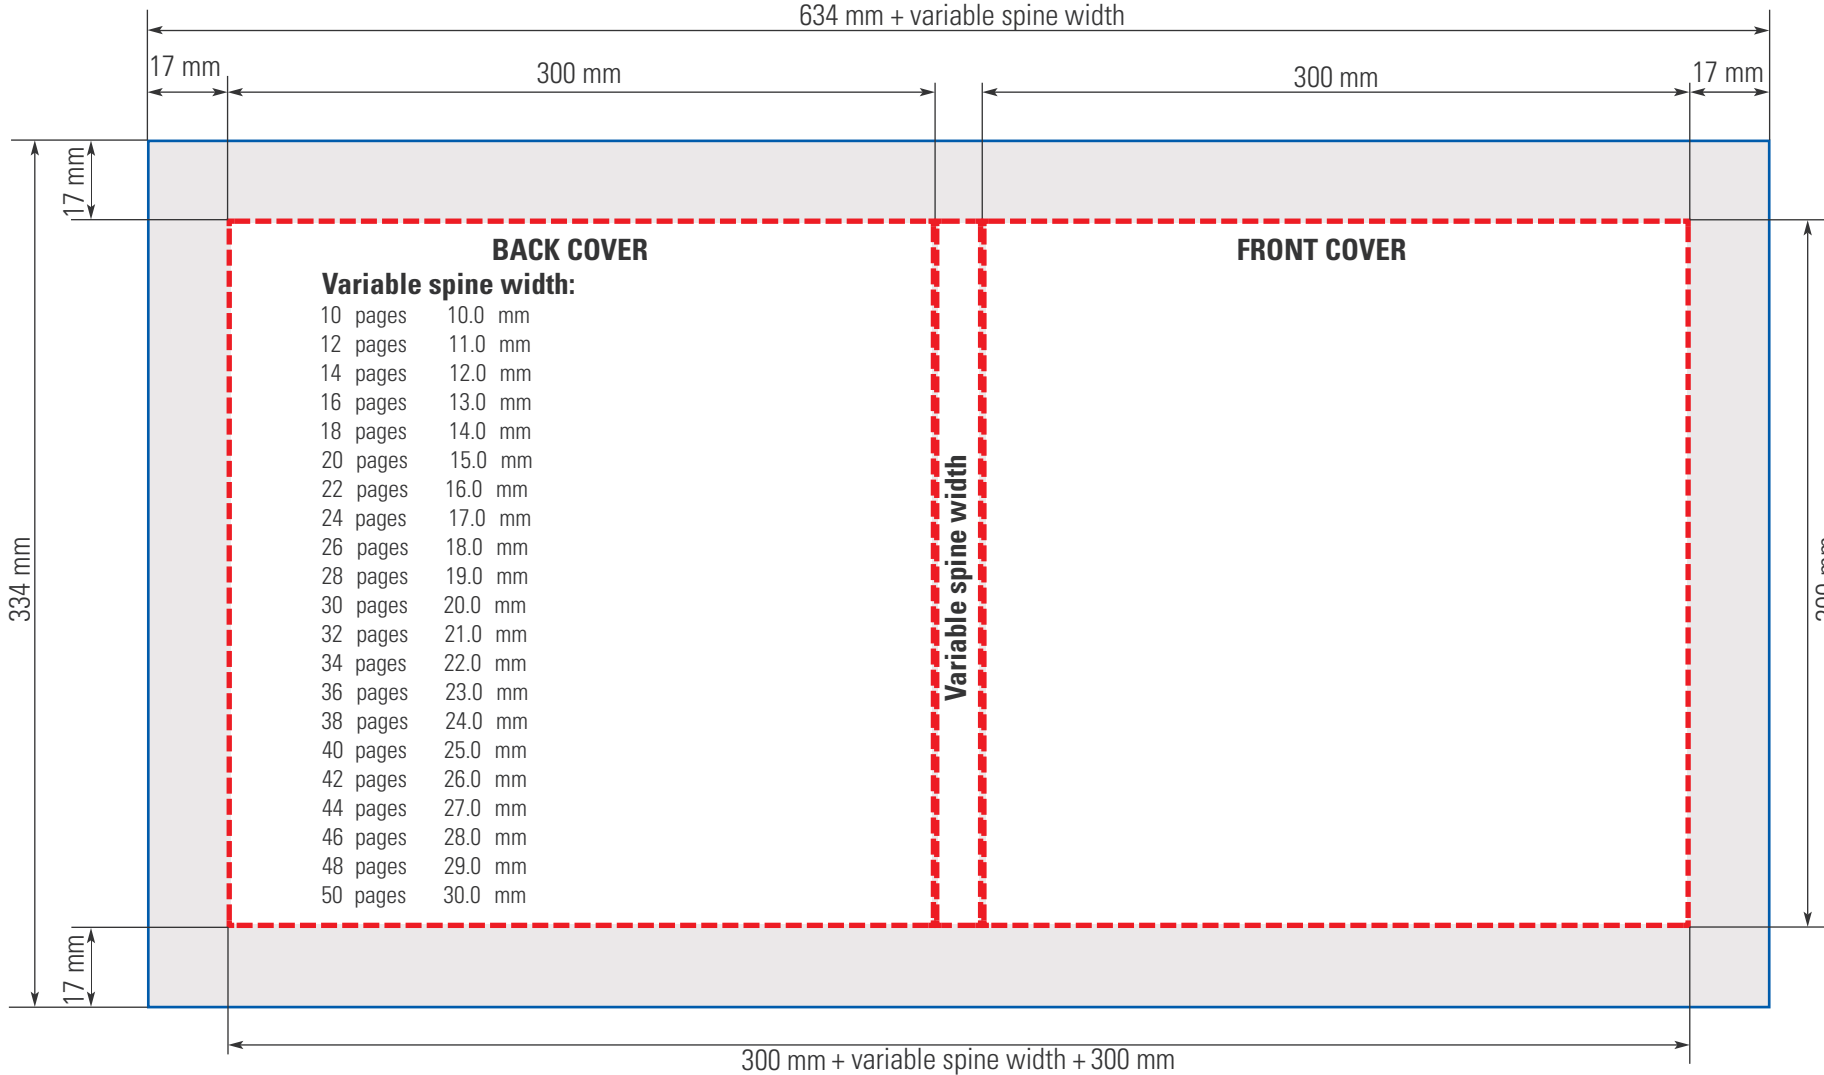 634 mm + variable spine width
17 mm
300 mm
300 mm
17 mm
17 mm
BACK COVER
FRONT COVER
Variable spine width:
10 pages 10.0 mm
12 pages 11.0 mm
14 pages 12.0 mm
16 pages 13.0 mm
18 pages 14.0 mm
20 pages 15.0 mm
22 pages 16.0 mm
24 pages 17.0 mm
26 pages 18.0 mm
28 pages 19.0 mm
30 pages 20.0 mm
32 pages 21.0 mm
34 pages 22.0 mm
36 pages 23.0 mm
38 pages 24.0 mm
40 pages 25.0 mm
42 pages 26.0 mm
44 pages 27.0 mm
46 pages 28.0 mm
48 pages 29.0 mm
50 pages 30.0 mm
Variable spine width
334 mm
17 mm
300 mm + variable spine width + 300 mm